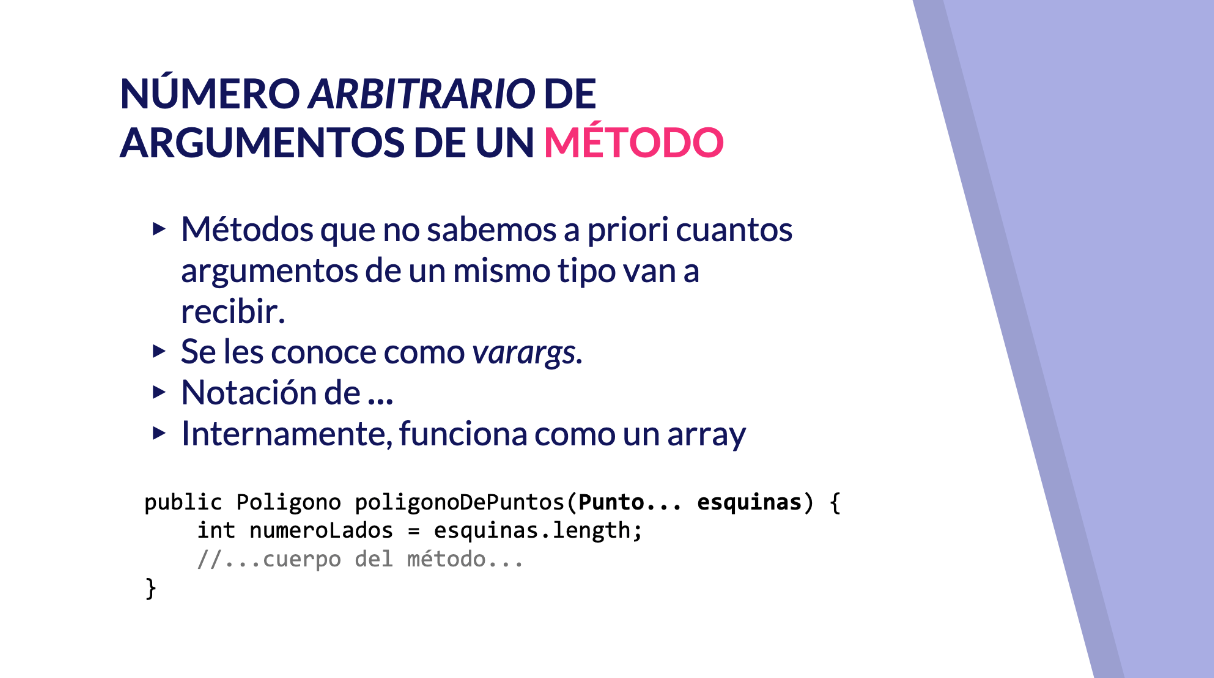 NÚMERO ARBITRARIO DE
ARGUMENTOS DE UN MÉTODO
▸ Métodos que no sabemos a priori cuantos
argumentos de un mismo tipo van a
recibir.
▸ Se les conoce como varargs.
▸ Notación de ...
▸ Internamente, funciona como un array
public Poligono poligonoDePuntos(Punto... esquinas) {
    int numeroLados = esquinas.length;
    //...cuerpo del método...
}